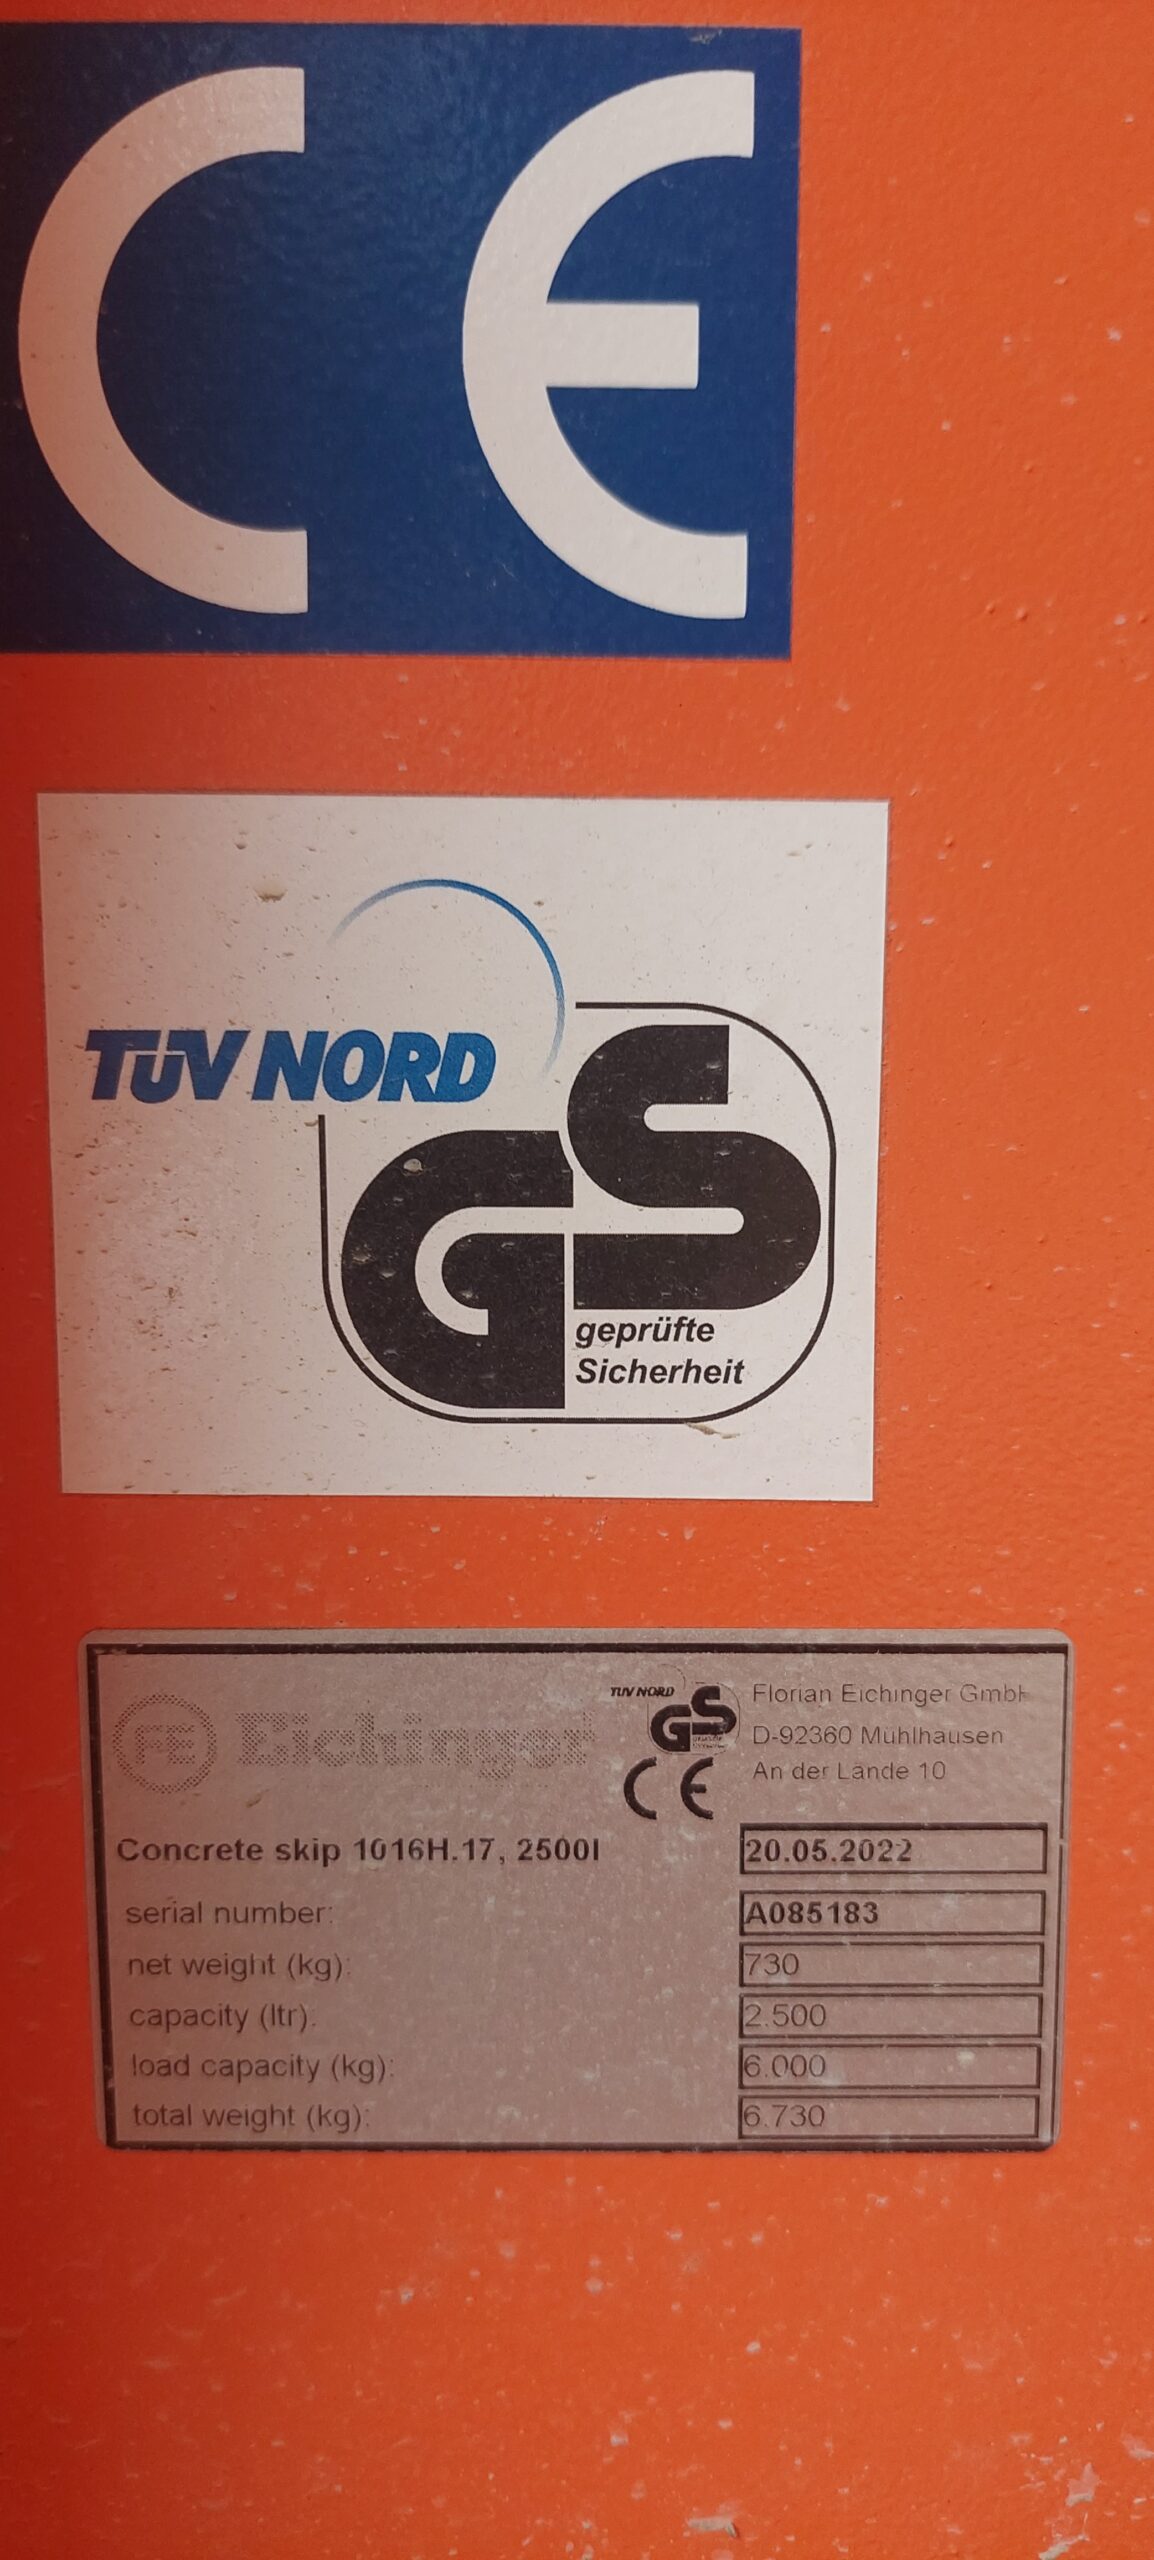 CE
TÜV NORD
GS
geprüfte
Sicherheit
FE Eichinger
TÜV NORD
GS
CE
Florian Eichinger GmbH
D-92360 Mühlhausen
An der Lände 10
Concrete skip 1016H.17, 2500l 20.05.2022
serial number: A085183
net weight (kg): 730
capacity (ltr): 2.500
load capacity (kg): 6.000
total weight (kg): 6.730